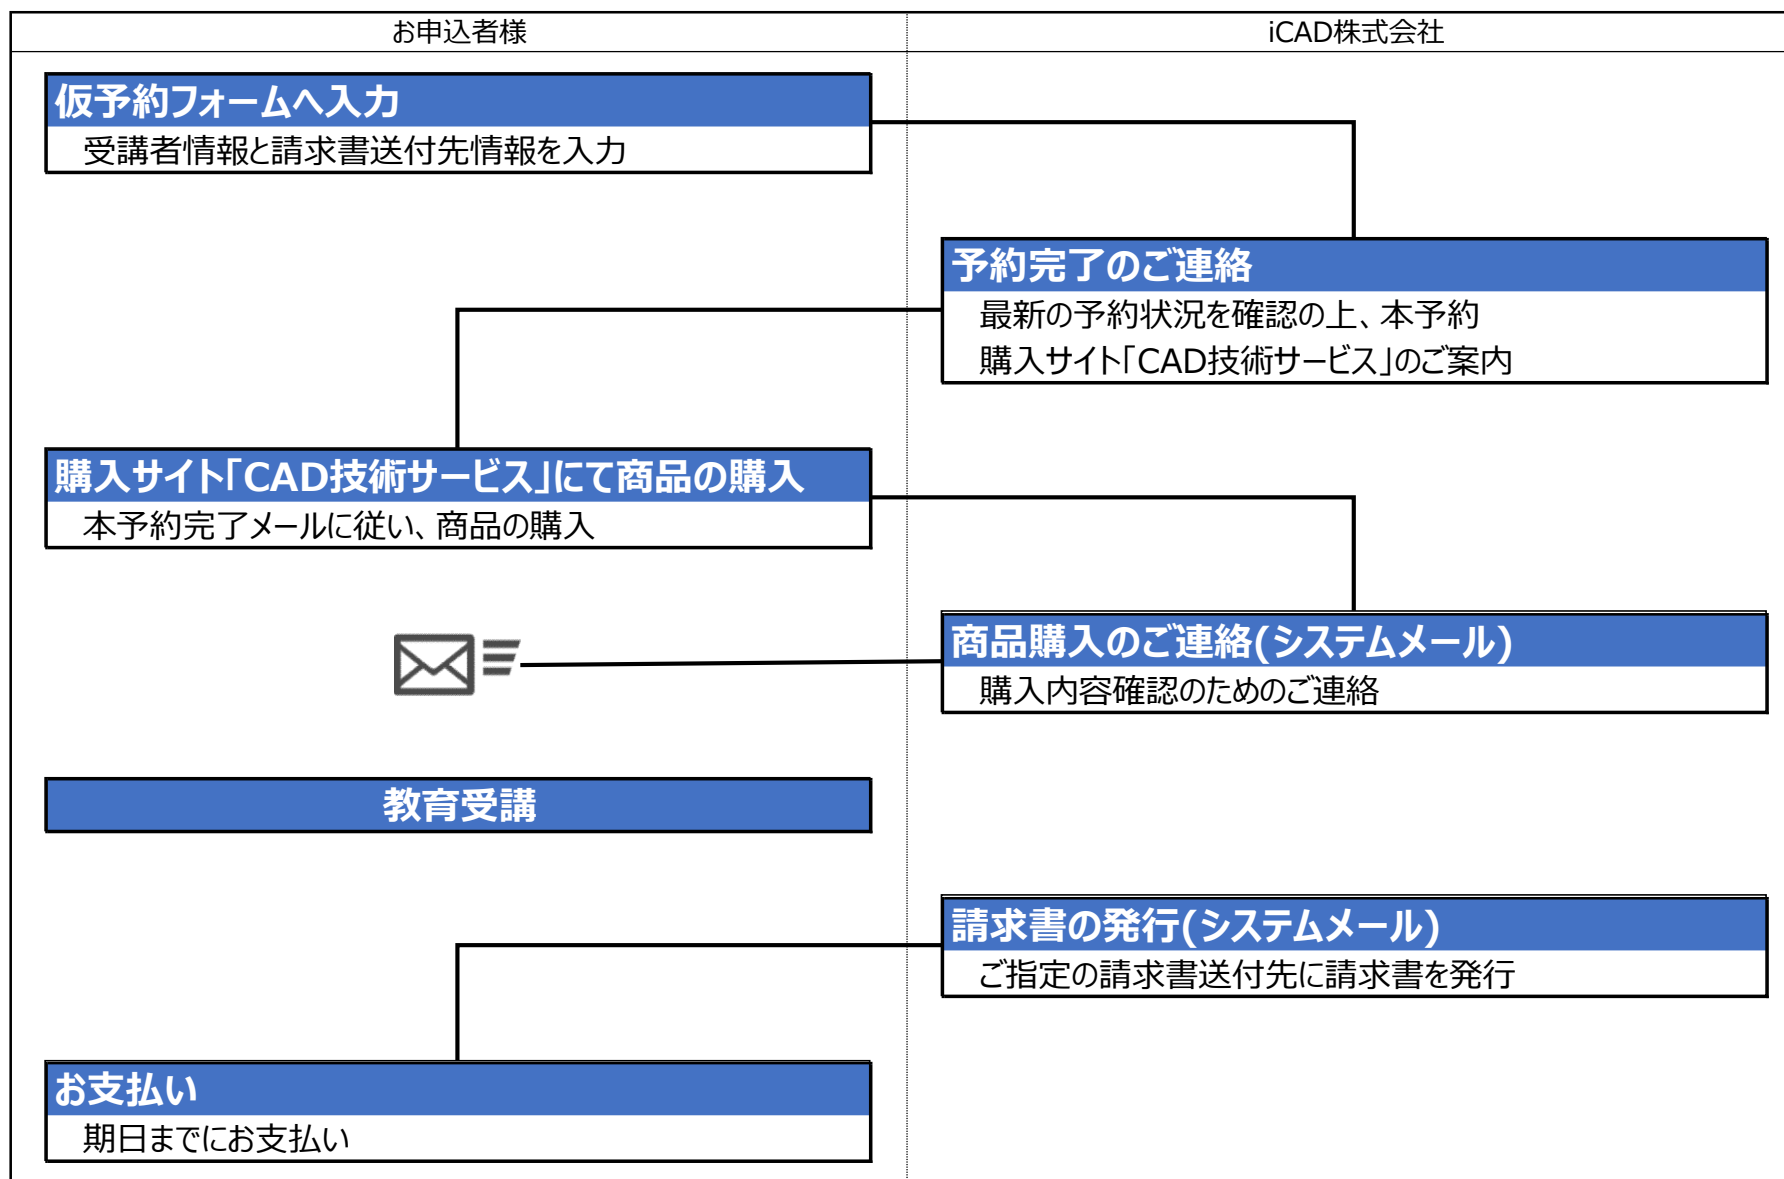 お申込者様
iCAD株式会社
仮予約フォームへ入力
受講者情報と請求書送付先情報を入力
予約完了のご連絡
最新の予約状況を確認の上、本予約
購入サイト「CAD技術サービス」のご案内
購入サイト「CAD技術サービス」にて商品の購入
本予約完了メールに従い、商品の購入
商品購入のご連絡(システムメール)
購入内容確認のためのご連絡
教育受講
請求書の発行(システムメール)
ご指定の請求書送付先に請求書を発行
お支払い
期日までにお支払い